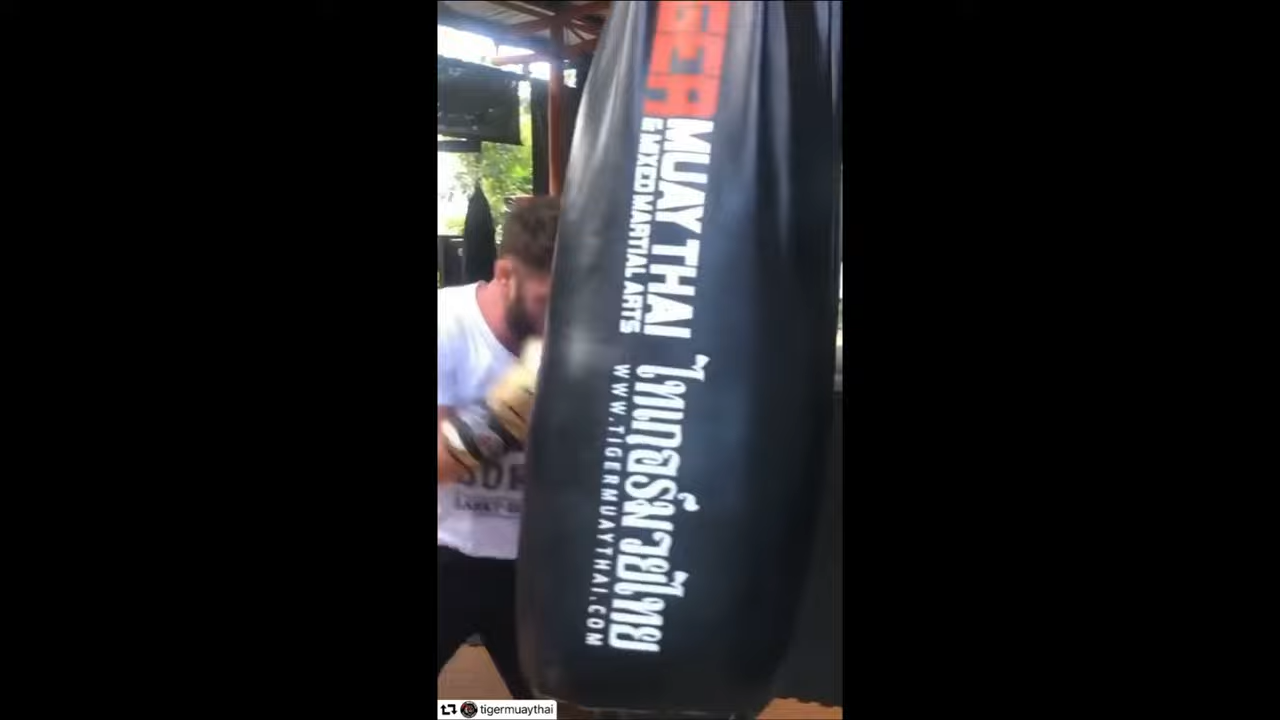 GER
MUAY THAI
& MIXED MARTIAL ARTS
ไทเกอร์มวยไทย
WWW.TIGERMUAYTHAI.COM
tigermuaythai